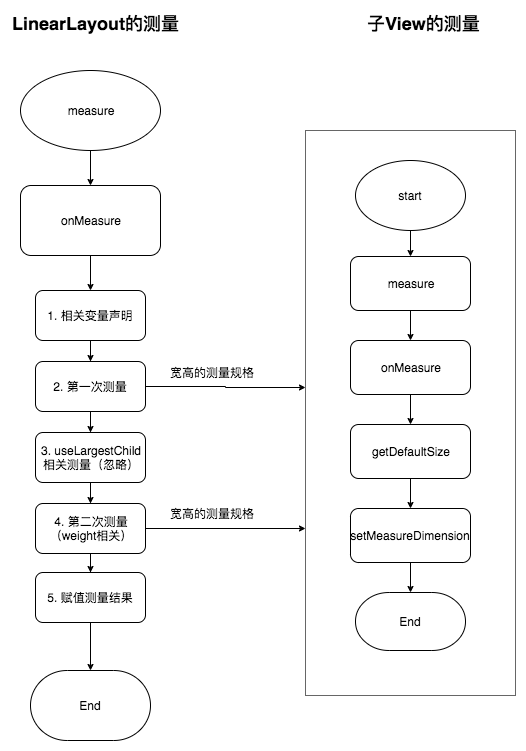 LinearLayout的测量
子View的测量
measure
onMeasure
1. 相关变量声明
2. 第一次测量
宽高的测量规格
3. useLargestChild
相关测量（忽略）
4. 第二次测量
（weight相关）
宽高的测量规格
5. 赋值测量结果
End
start
measure
onMeasure
getDefaultSize
setMeasureDimension
End